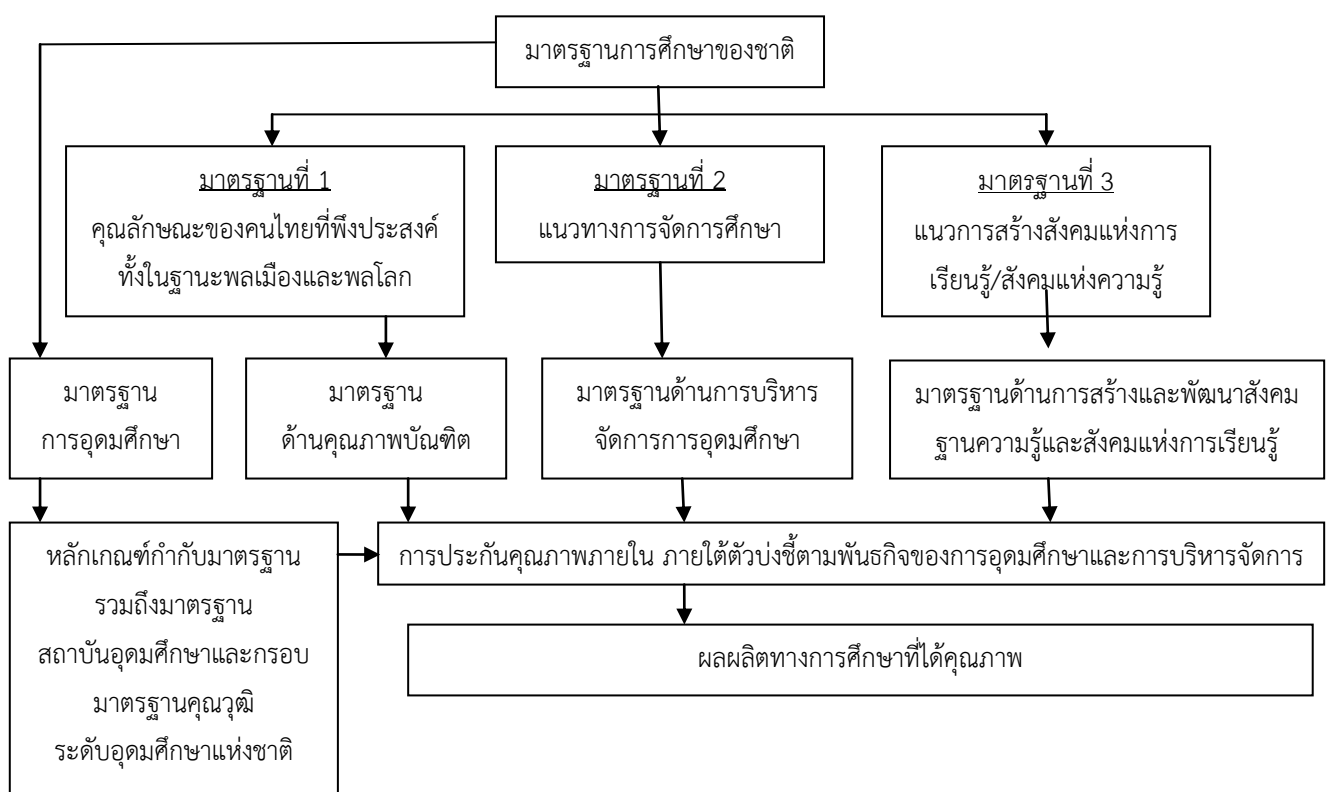 มาตรฐานการศึกษาของชาติ
มาตรฐานที่ 1
คุณลักษณะของคนไทยที่พึงประสงค์
ทั้งในฐานะพลเมืองและพลโลก
มาตรฐานที่ 2
แนวทางการจัดการศึกษา
มาตรฐานที่ 3
แนวการสร้างสังคมแห่งการ
เรียนรู้/สังคมแห่งความรู้
มาตรฐาน
การอุดมศึกษา
มาตรฐาน
ด้านคุณภาพบัณฑิต
มาตรฐานด้านการบริหาร
จัดการการอุดมศึกษา
มาตรฐานด้านการสร้างและพัฒนาสังคม
ฐานความรู้และสังคมแห่งการเรียนรู้
หลักเกณฑ์กำกับมาตรฐาน
รวมถึงมาตรฐาน
สถาบันอุดมศึกษาและกรอบ
มาตรฐานคุณวุฒิ
ระดับอุดมศึกษาแห่งชาติ
การประกันคุณภาพภายใน ภายใต้ตัวบ่งชี้ตามพันธกิจของการอุดมศึกษาและการบริหารจัดการ
ผลผลิตทางการศึกษาที่ได้คุณภาพ